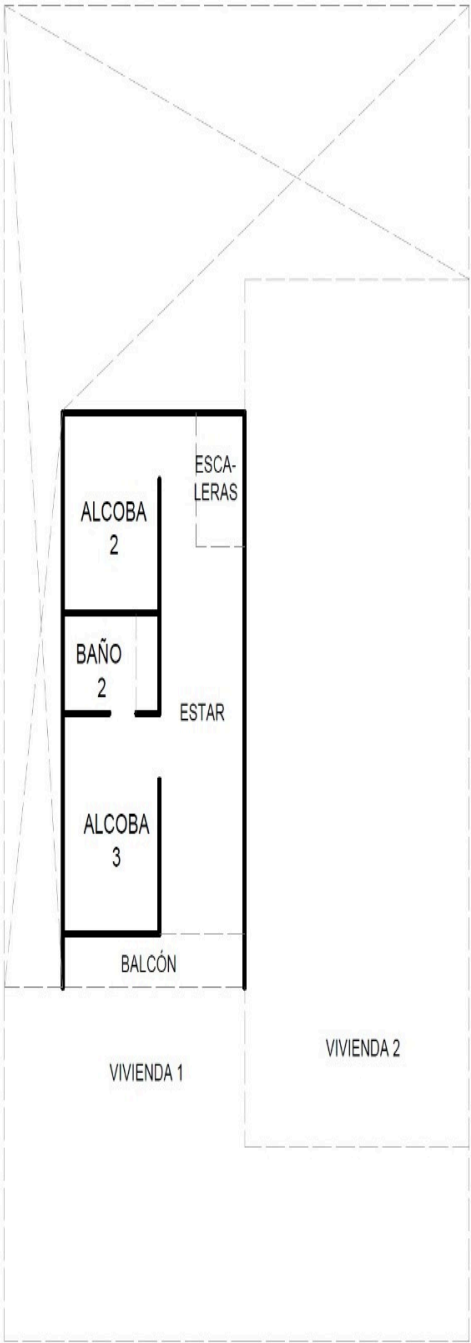 ESCA-
LERAS
ALCOBA
2
BAÑO
2
ESTAR
ALCOBA
3
BALCÓN
VIVIENDA 1
VIVIENDA 2